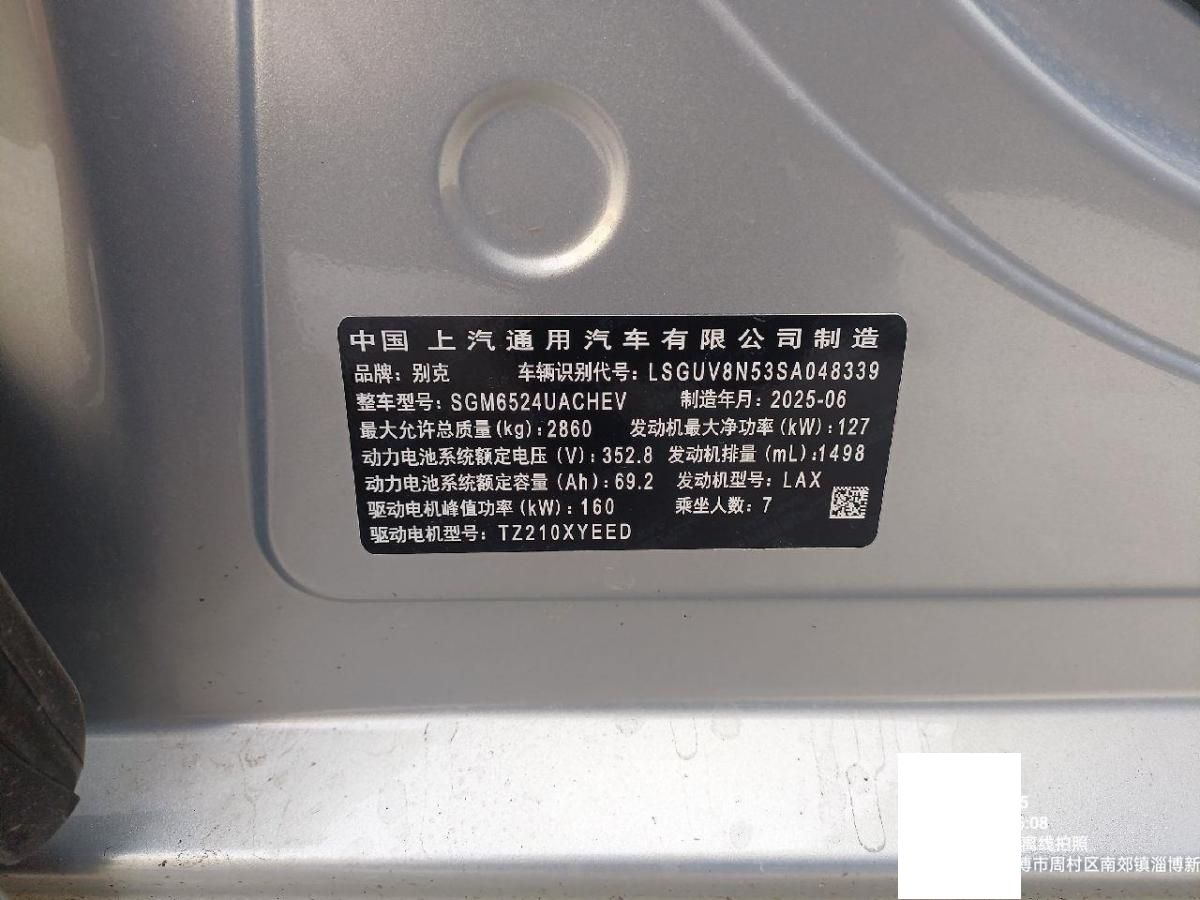 中国 上汽通用汽车有限公司制造
品牌：别克 车辆识别代号：LSGUV8N53SA048339
整车型号：SGM6524UACHEV 制造年月：2025-06
最大允许总质量(kg)：2860 发动机最大净功率(kW)：127
动力电池系统额定电压(V)：352.8 发动机排量(mL)：1498
动力电池系统额定容量(Ah)：69.2 发动机型号：LAX
驱动电机峰值功率(kW)：160 乘坐人数：7
驱动电机型号：TZ210XYEED
5
:08
离线拍照
博市周村区南郊镇淄博新